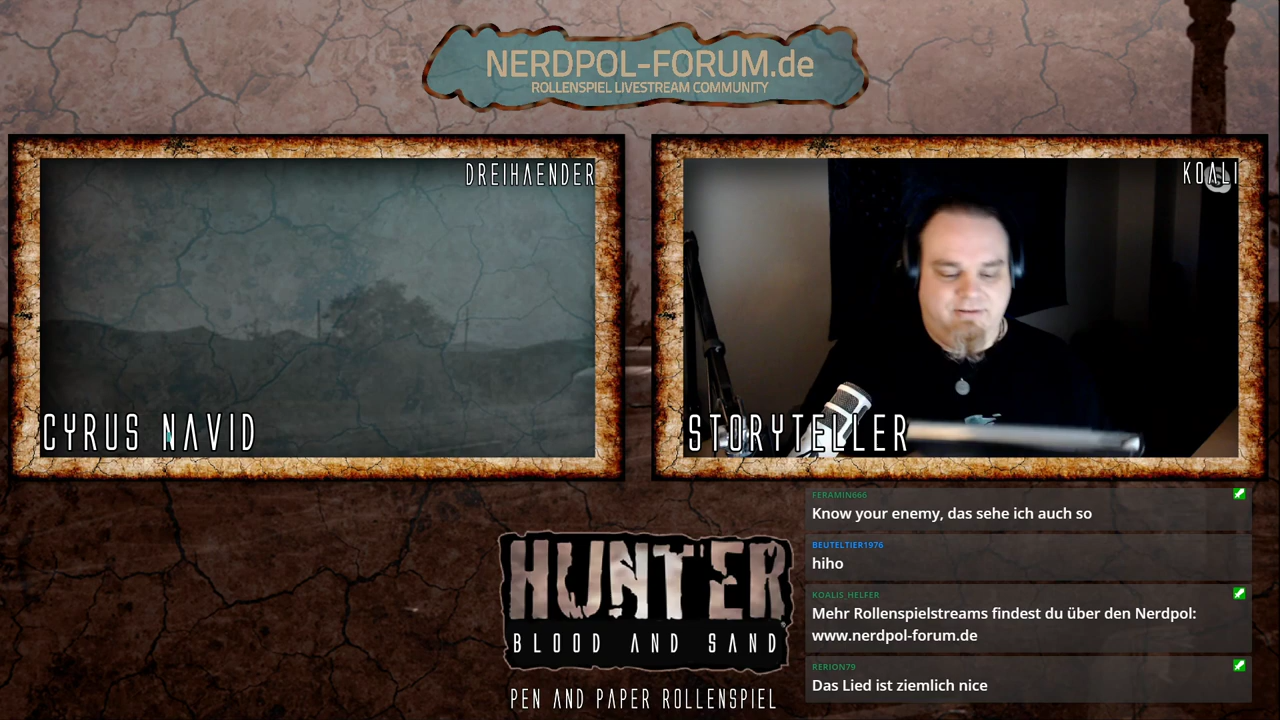 NERDPOL-FORUM.de
ROLLENSPIEL LIVESTREAM COMMUNITY
DREIHAENDER
CYRUS NAVID
KOALI
STORYTELLER
HUNTER
BLOOD AND SAND
PEN AND PAPER ROLLENSPIEL
FERAMIN666
Know your enemy, das sehe ich auch so
BEUTELTIER1976
hiho
KOALIS HELFER
Mehr Rollenspielstreams findest du über den Nerdpol:
www.nerdpol-forum.de
RERION79
Das Lied ist ziemlich nice